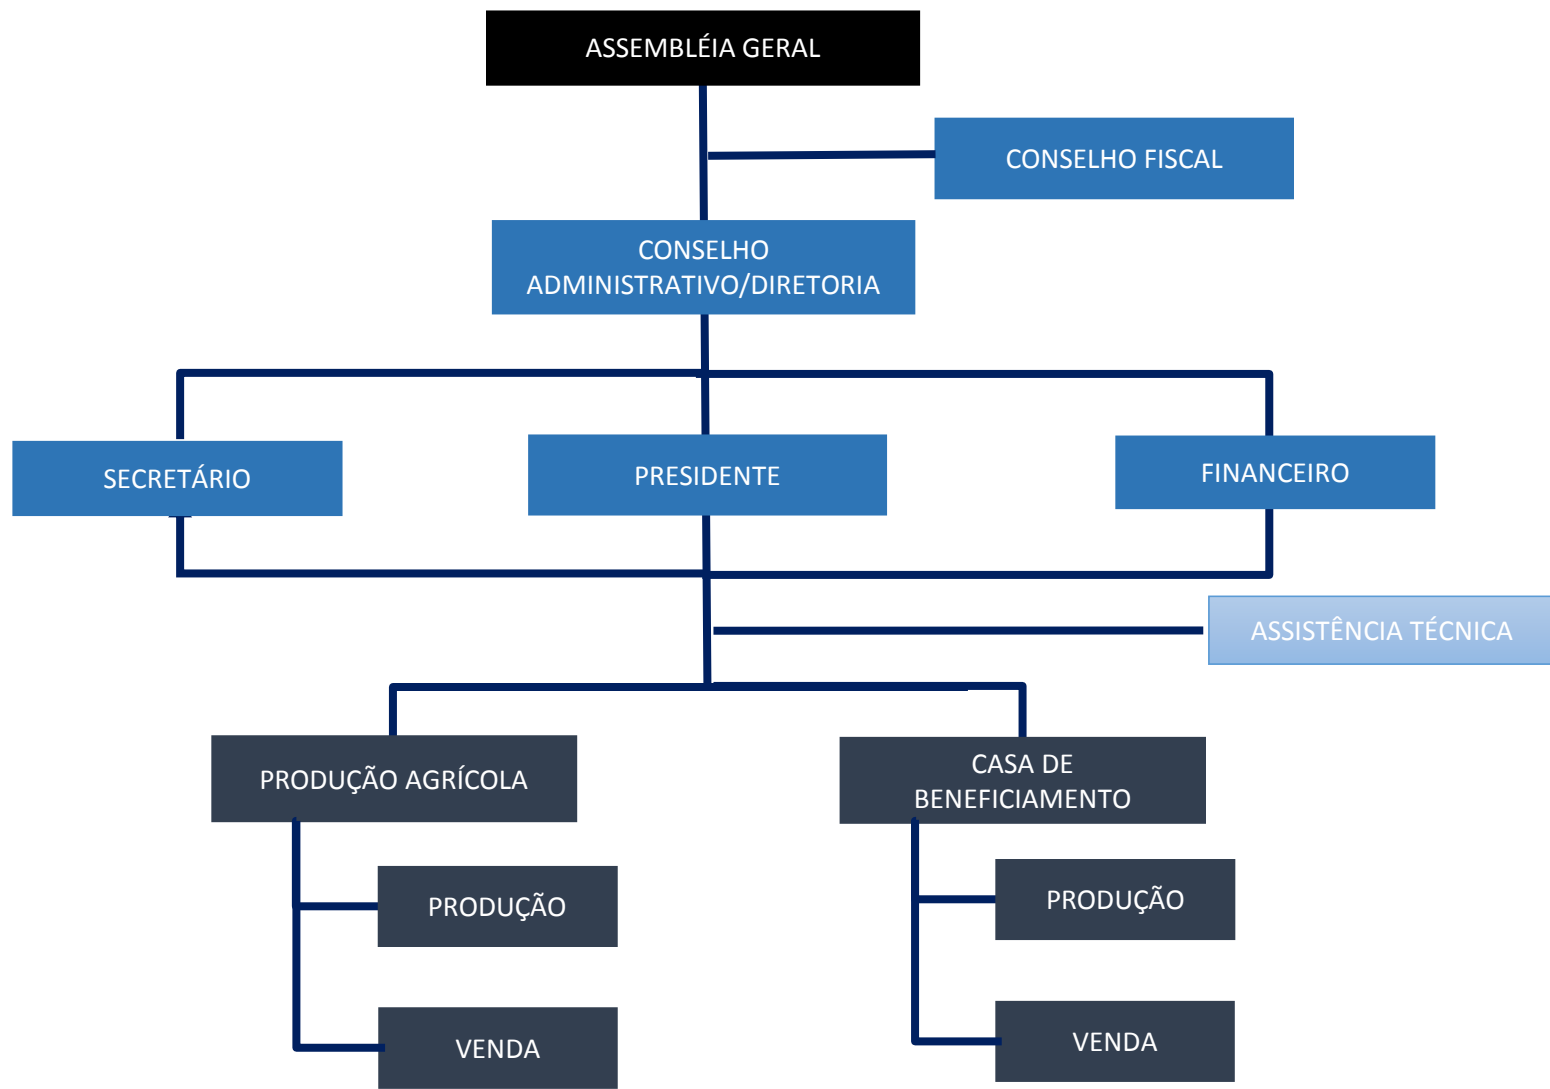 ASSEMBLÉIA GERAL
CONSELHO FISCAL
CONSELHO
ADMINISTRATIVO/DIRETORIA
SECRETÁRIO
PRESIDENTE
FINANCEIRO
ASSISTÊNCIA TÉCNICA
PRODUÇÃO AGRÍCOLA
CASA DE
BENEFICIAMENTO
PRODUÇÃO
PRODUÇÃO
VENDA
VENDA